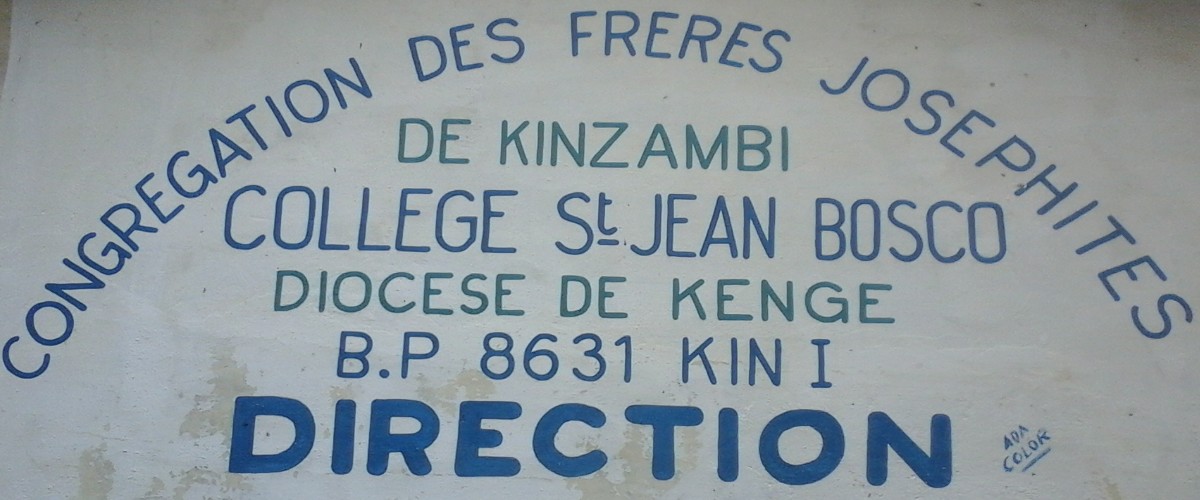 CONGREGATION DES FRERES JOSEPHITES
DE KINZAMBI
COLLEGE St JEAN BOSCO
DIOCESE DE KENGE
B.P 8631 KIN I
DIRECTION
ADA
COLOR